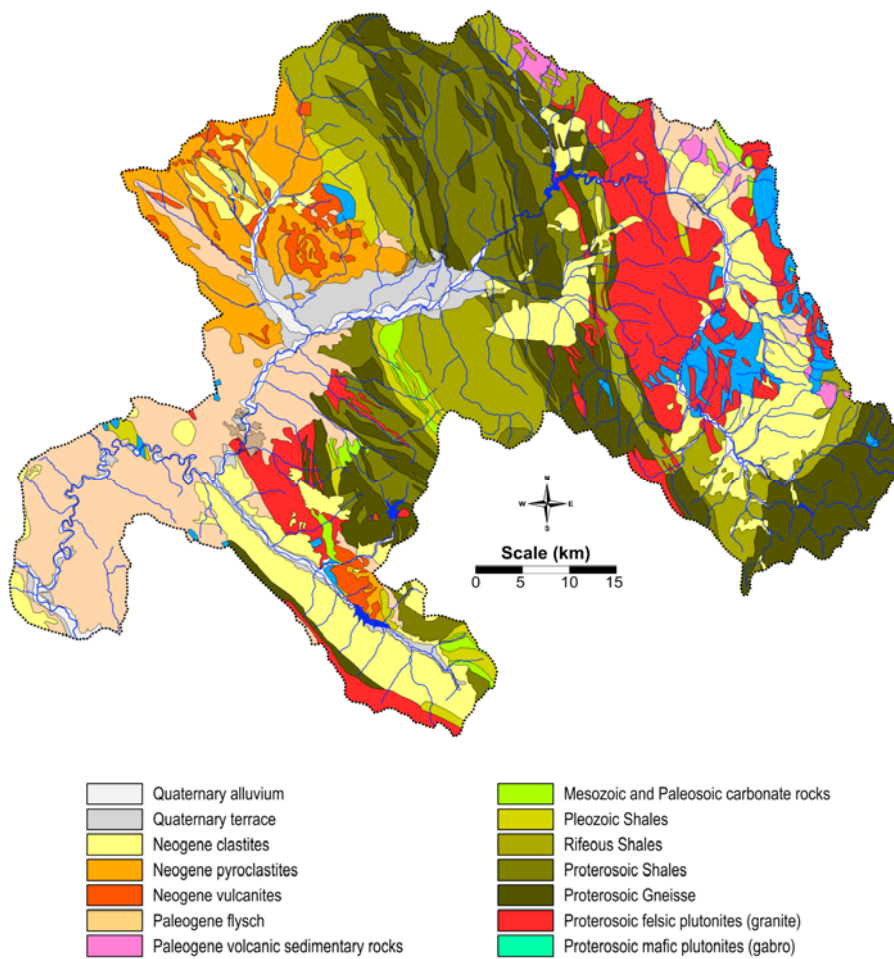 N
W E
S
Scale (km)
0 5 10 15
Quaternary alluvium
Quaternary terrace
Neogene clastites
Neogene pyroclastites
Neogene vulcanites
Paleogene flysch
Paleogene volcanic sedimentary rocks
Mesozoic and Paleosoic carbonate rocks
Pleozoic Shales
Rifeous Shales
Proterosoic Shales
Proterosoic Gneisse
Proterosoic felsic plutonites (granite)
Proterosoic mafic plutonites (gabro)